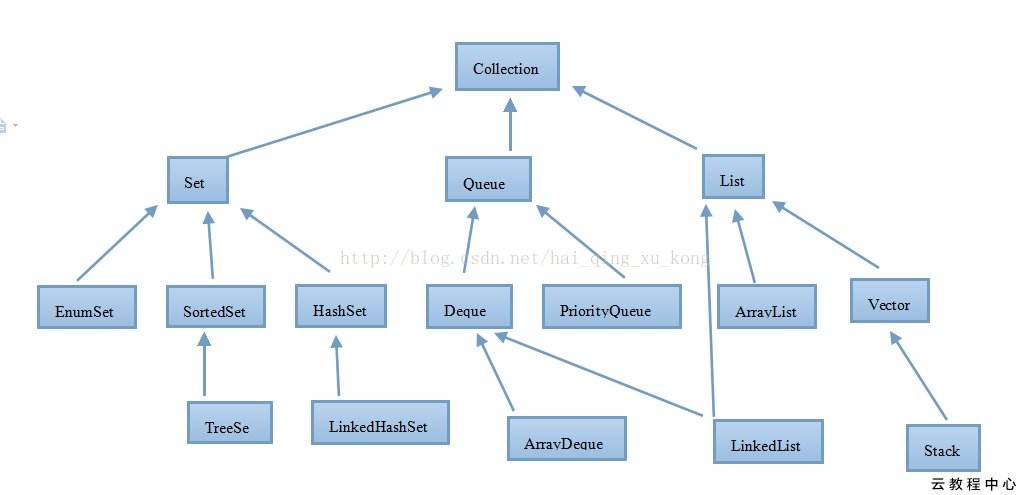 Collection
Set
Queue
List
http://blog.csdn.net/hai_qing_xu_kong
EnumSet
SortedSet
HashSet
Deque
PriorityQueue
ArrayList
Vector
TreeSe
LinkedHashSet
ArrayDeque
LinkedList
Stack
云教程中心